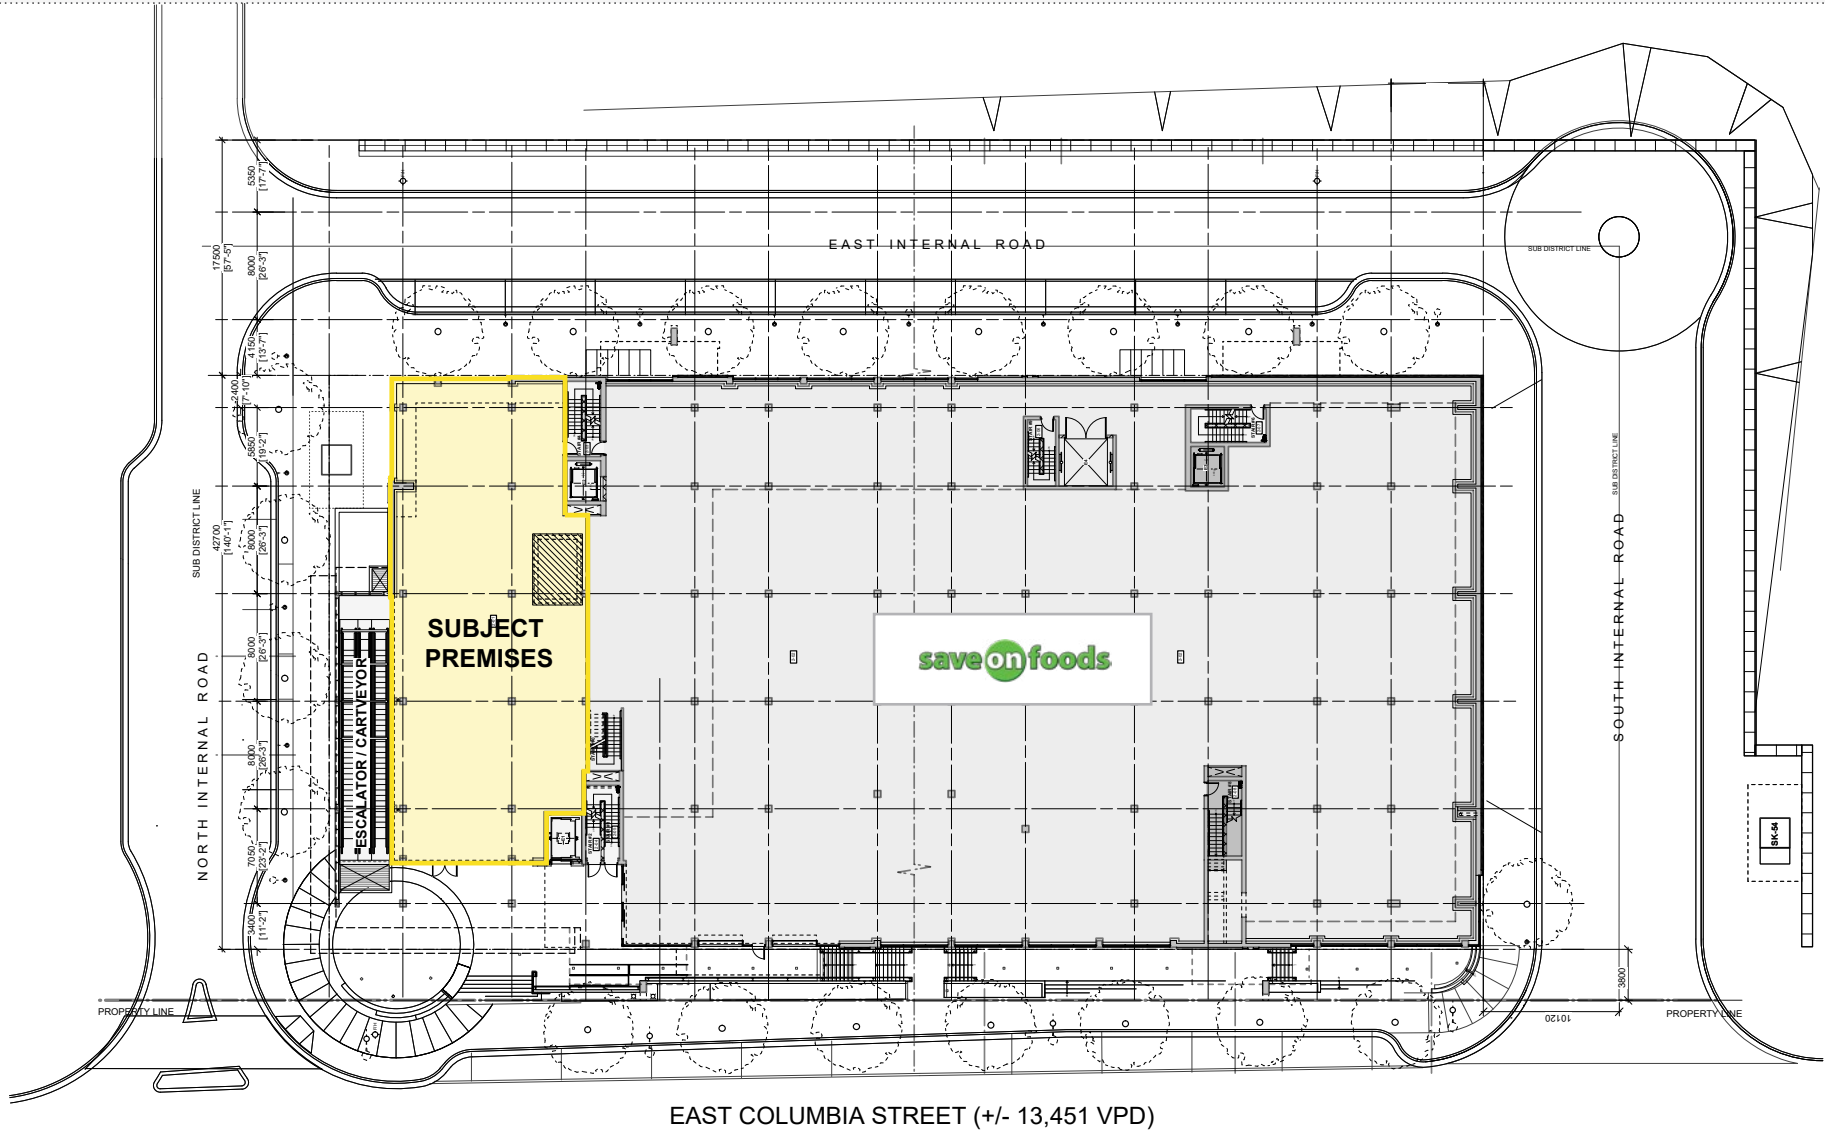 EAST INTERNAL ROAD
SUB DISTRICT LINE
5350
[17'-7"]
17500
[57'-5"]
8000
[26'-3"]
4150
[13'-7"]
2400
[7'-10"]
5850
[19'-2"]
SUB DISTRICT LINE
SUB DISTRICT LINE
42700
[140'-1"]
8000
[26'-3"]
8000
[26'-3"]
8000
[26'-3"]
7050
[23'-2"]
3400
[11'-2"]
NORTH INTERNAL ROAD
ESCALATOR / CARTVEYOR
SUBJECT
PREMISES
save on foods
SOUTH INTERNAL ROAD
SK-54
3800
10120
PROPERTY LINE
PROPERTY LINE
EAST COLUMBIA STREET (+/- 13,451 VPD)